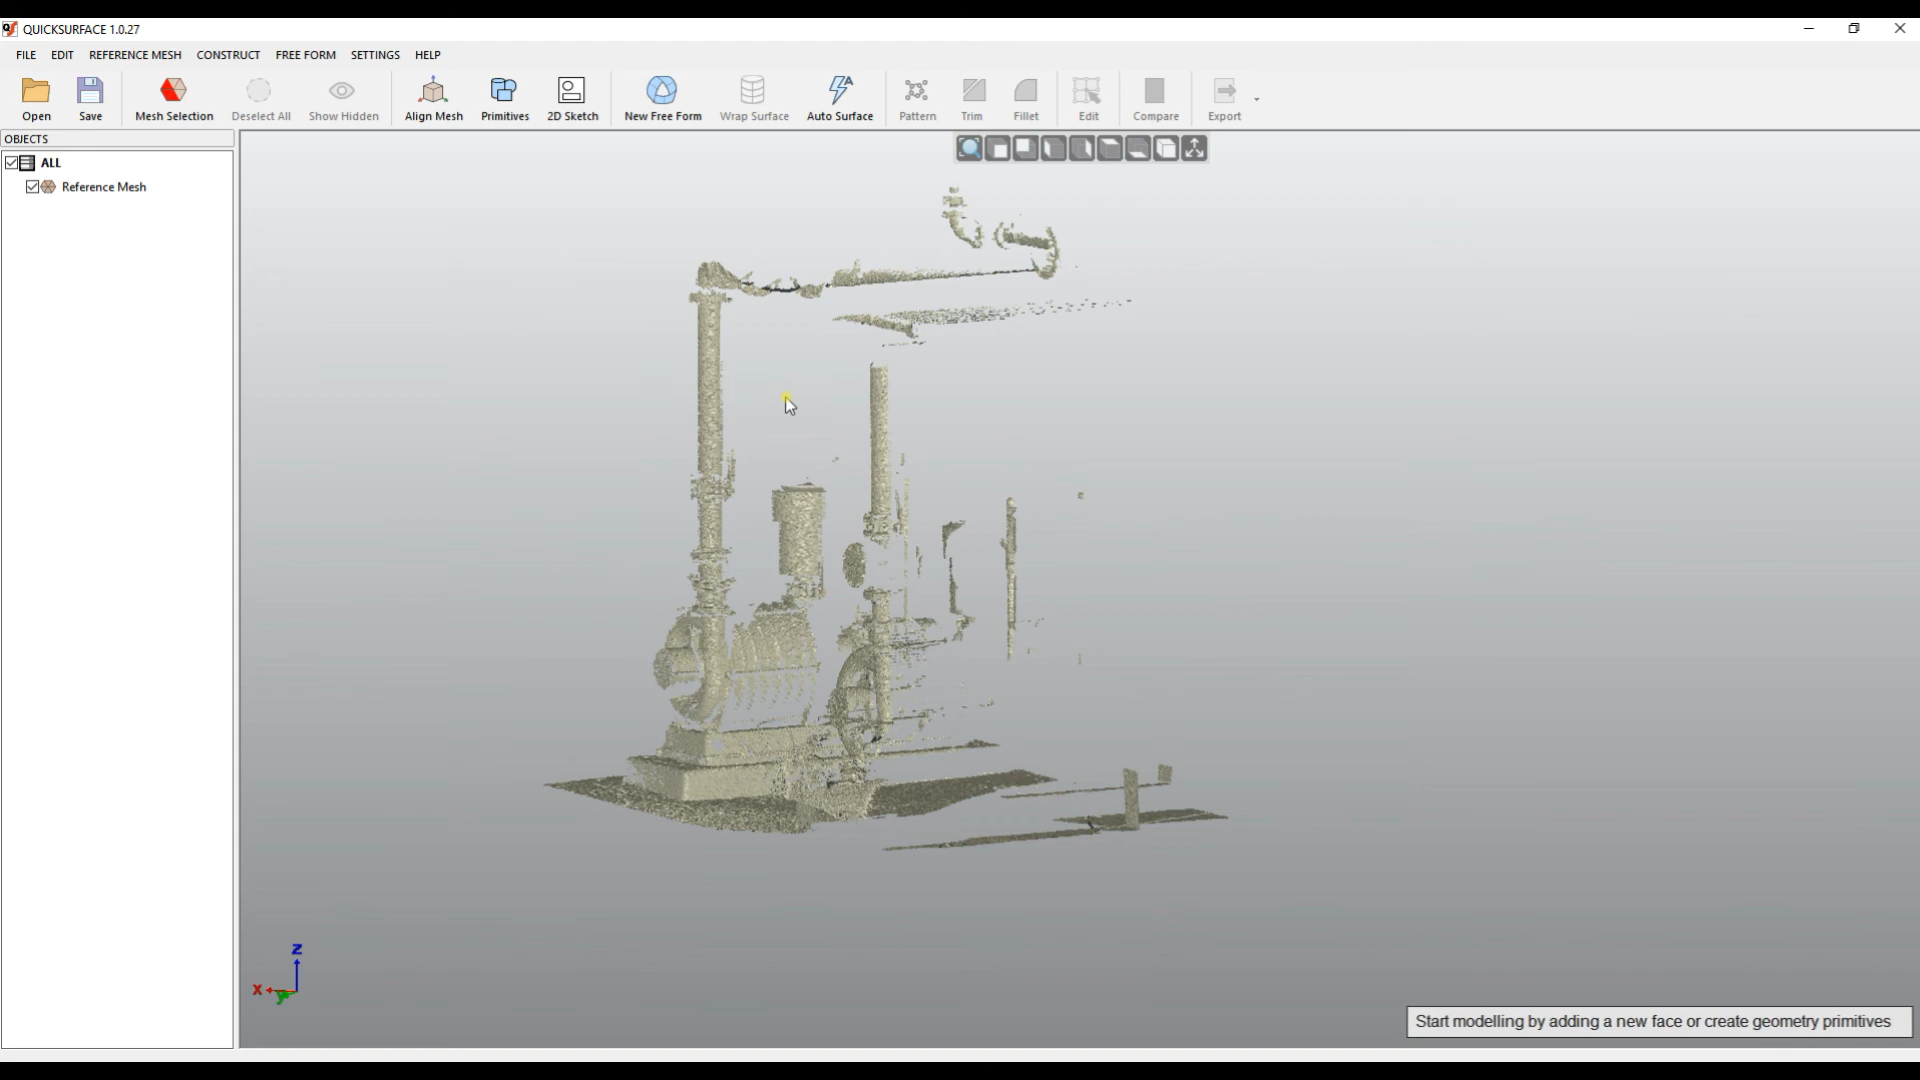 QUICKSURFACE 1.0.27
FILE EDIT REFERENCE MESH CONSTRUCT FREE FORM SETTINGS HELP
Open Save Mesh Selection Deselect All Show Hidden Align Mesh Primitives 2D Sketch New Free Form Wrap Surface Auto Surface Pattern Trim Fillet Edit Compare Export
OBJECTS
ALL
Reference Mesh
Z
X
y
Start modelling by adding a new face or create geometry primitives